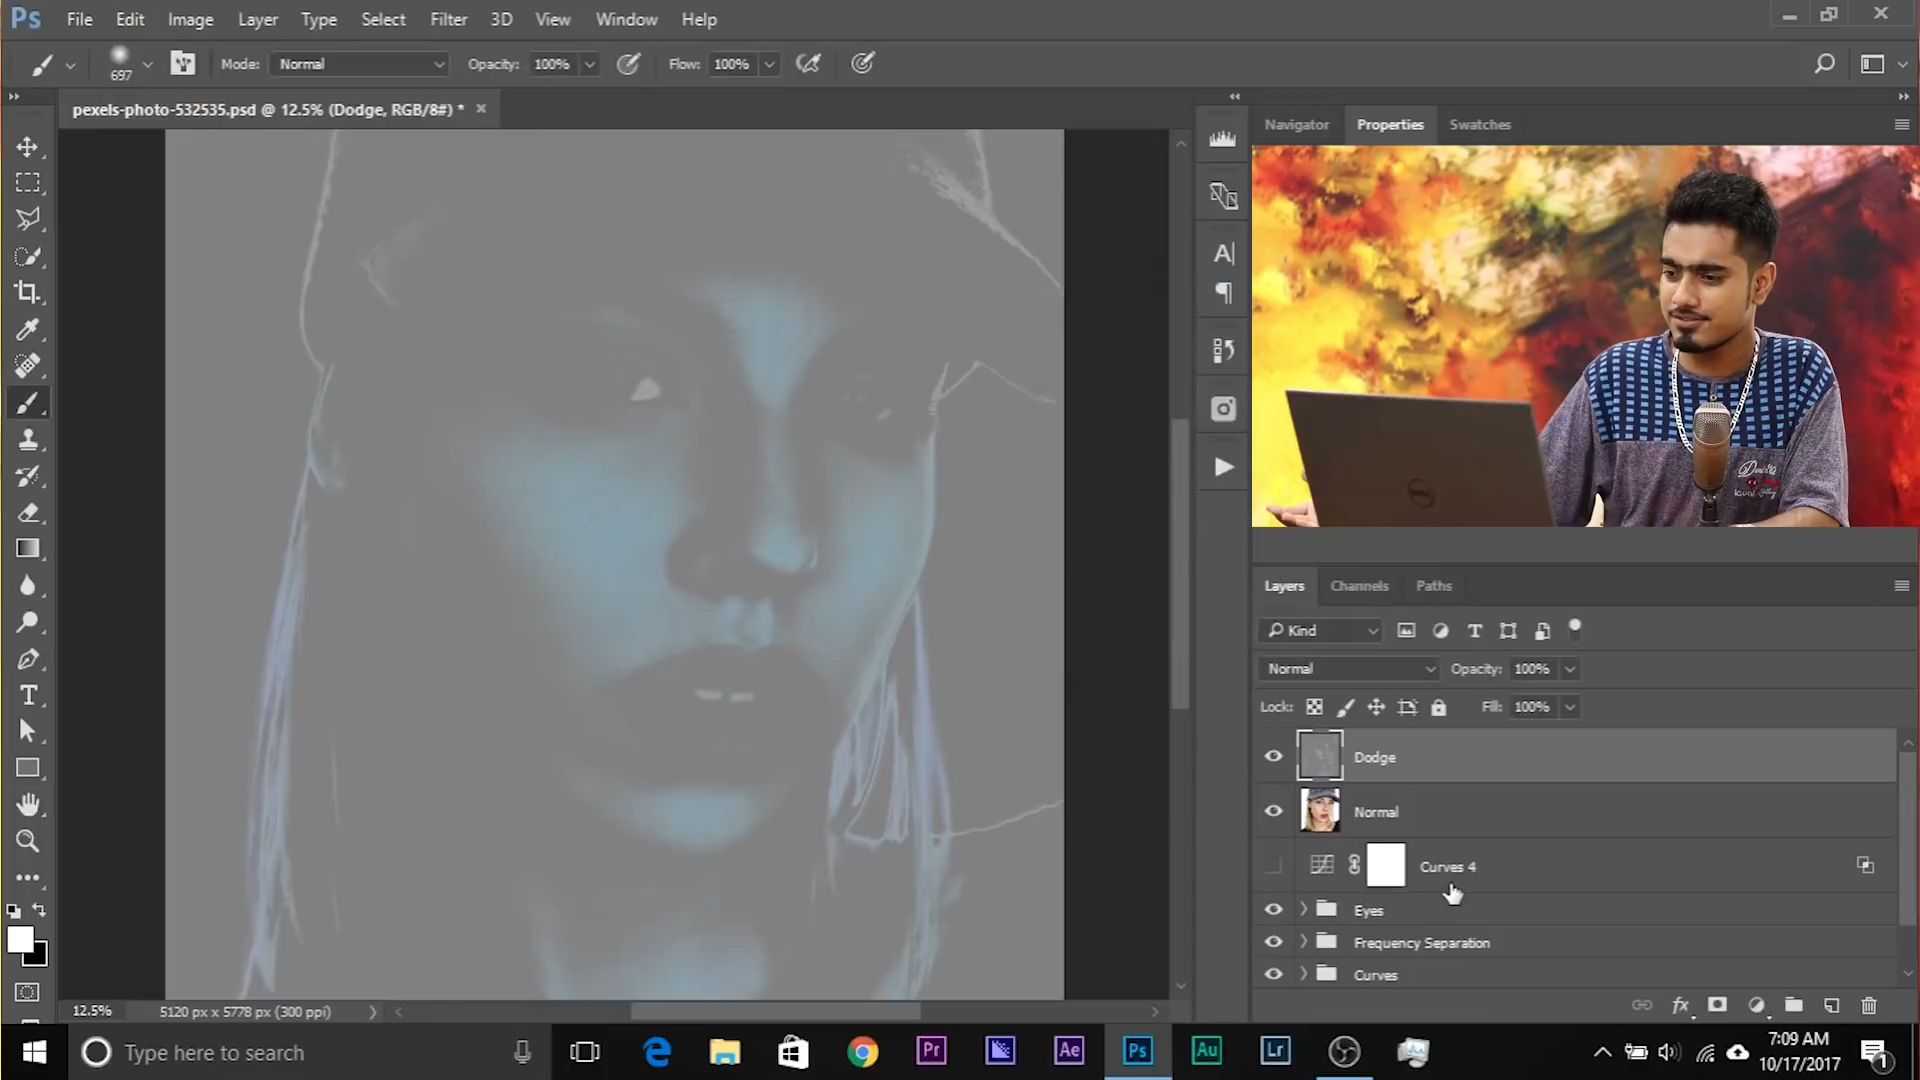 Ps File Edit Image Layer Type Select Filter 3D View Window Help
697 Mode: Normal Opacity: 100% Flow: 100%
pexels-photo-532535.psd @ 12.5% (Dodge, RGB/8#) *
Navigator Properties Swatches
DELL
Layers Channels Paths
Kind
Normal Opacity: 100%
Lock: Fill: 100%
Dodge
Normal
Curves 4
Eyes
Frequency Separation
Curves
12.5% 5120 px x 5778 px (300 ppi)
fx
Type here to search
Pr Ae Ps Au Lr
7:09 AM
10/17/2017
1